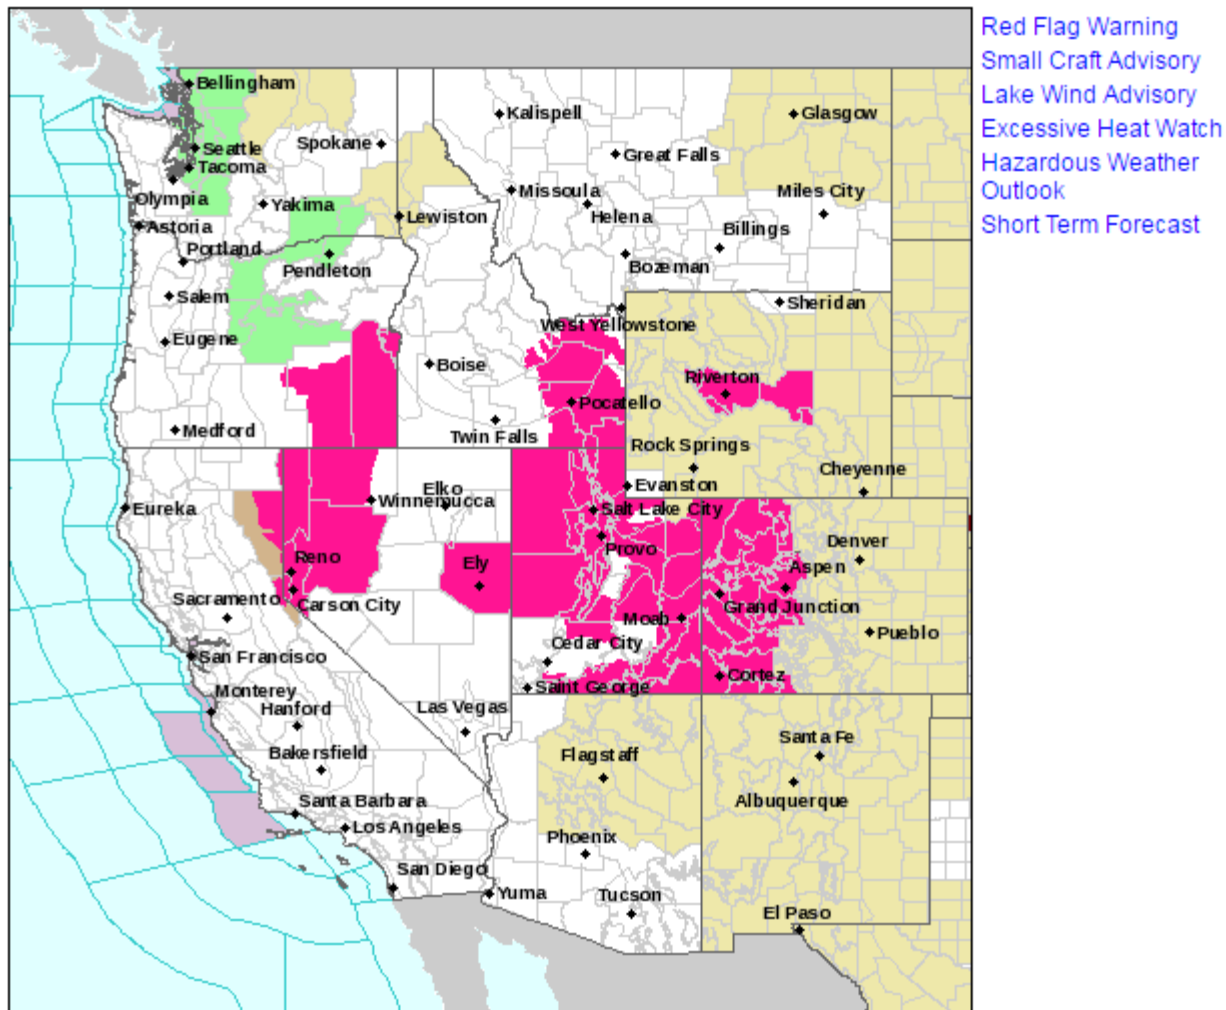 Red Flag Warning
Small Craft Advisory
Lake Wind Advisory
Excessive Heat Watch
Hazardous Weather
Outlook
Short Term Forecast
Bellingham
Kalispell
Glasgow
Seattle
Spokane
Great Falls
Tacoma
Missoula
Miles City
Olympia
Yakima
Helena
Lewiston
Astoria
Billings
Portland
Pendleton
Bozeman
Salem
Sheridan
West Yellowstone
Eugene
Boise
Riverton
Pocatello
Medford
Twin Falls
Rock Springs
Cheyenne
Elko
Evanston
Winnemucca
Eureka
Salt Lake City
Denver
Provo
Reno
Ely
Aspen
Sacramento
Carson City
Grand Junction
Moab
Pueblo
Cedar City
San Francisco
Cortez
Saint George
Monterey
Las Vegas
Hanford
Santa Fe
Bakersfield
Flagstaff
Albuquerque
Santa Barbara
Los Angeles
Phoenix
San Diego
Yuma
Tucson
El Paso